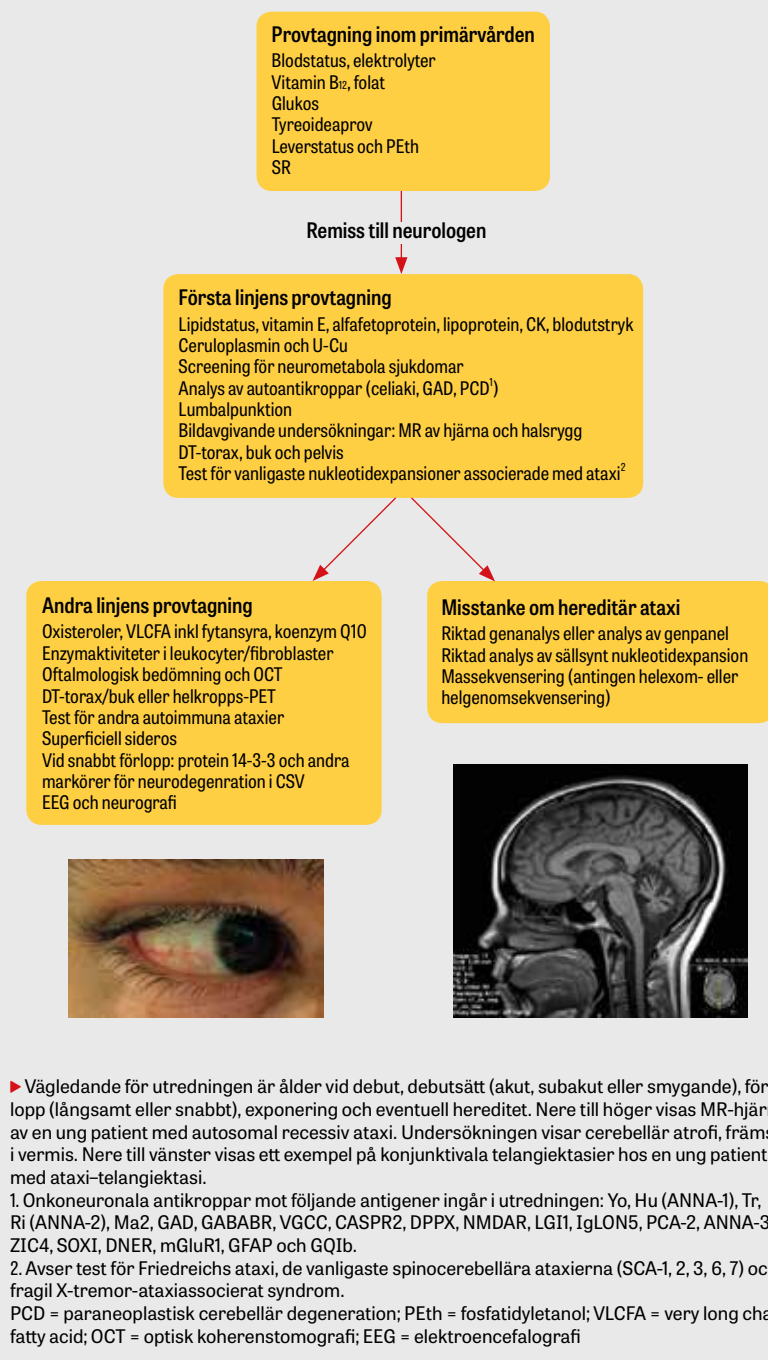 Provtagning inom primärvården
Blodstatus, elektrolyter
Vitamin B12, folat
Glukos
Tyreoideaprov
Leverstatus och PEth
SR
Remiss till neurologen
Första linjens provtagning
Lipidstatus, vitamin E, alfafetoprotein, lipoprotein, CK, blodutstryk
Ceruloplasmin och U-Cu
Screening för neurometabola sjukdomar
Analys av autoantikroppar (celiaki, GAD, PCD1)
Lumbalpunktion
Bildavgivande undersökningar: MR av hjärna och halsrygg
DT-torax, buk och pelvis
Test för vanligaste nukleotidexpansioner associerade med ataxi2
Andra linjens provtagning
Oxisteroler, VLCFA inkl fytansyra, koenzym Q10
Enzymaktiviteter i leukocyter/fibroblaster
Oftalmologisk bedömning och OCT
DT-torax/buk eller helkropps-PET
Test för andra autoimmuna ataxier
Superficiell sideros
Vid snabbt förlopp: protein 14-3-3 och andra
markörer för neurodegenration i CSV
EEG och neurografi
Misstanke om hereditär ataxi
Riktad genanalys eller analys av genpanel
Riktad analys av sällsynt nukleotidexpansion
Massekvensering (antingen helexom- eller
helgenomsekvensering)
▶ Vägledande för utredningen är ålder vid debut, debutsätt (akut, subakut eller smygande), för
lopp (långsamt eller snabbt), exponering och eventuell hereditet. Nere till höger visas MR-hjär
av en ung patient med autosomal recessiv ataxi. Undersökningen visar cerebellär atrofi, främs
i vermis. Nere till vänster visas ett exempel på konjunktivala telangiektasier hos en ung patient
med ataxi–telangiektasi.
1. Onkoneuronala antikroppar mot följande antigener ingår i utredningen: Yo, Hu (ANNA-1), Tr,
Ri (ANNA-2), Ma2, GAD, GABABR, VGCC, CASPR2, DPPX, NMDAR, LGI1, IgLON5, PCA-2, ANNA-3
ZIC4, SOXI, DNER, mGluR1, GFAP och GQIb.
2. Avser test för Friedreichs ataxi, de vanligaste spinocerebellära ataxierna (SCA-1, 2, 3, 6, 7) oc
fragil X-tremor-ataxiassocierat syndrom.
PCD = paraneoplastisk cerebellär degeneration; PEth = fosfatidyletanol; VLCFA = very long cha
fatty acid; OCT = optisk koherenstomografi; EEG = elektroencefalografi